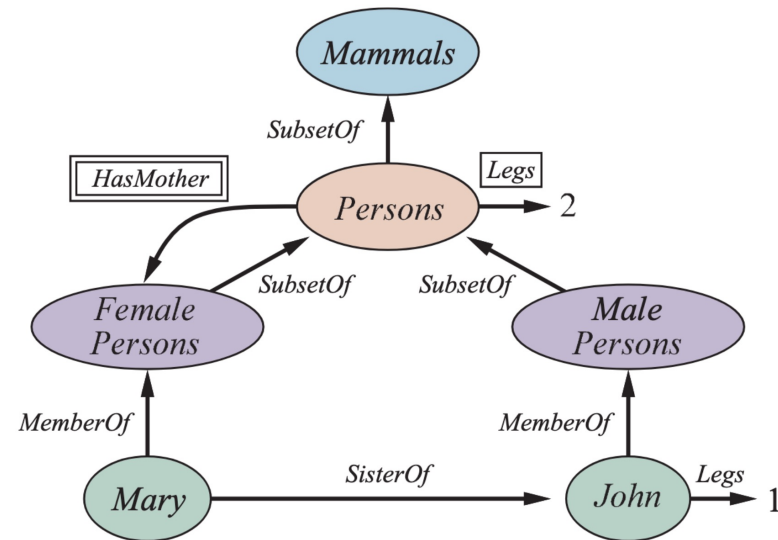 Mammals
SubsetOf
HasMother
Legs
Persons
2
SubsetOf
SubsetOf
Female
Persons
Male
Persons
MemberOf
MemberOf
SisterOf
Legs
Mary
John
1